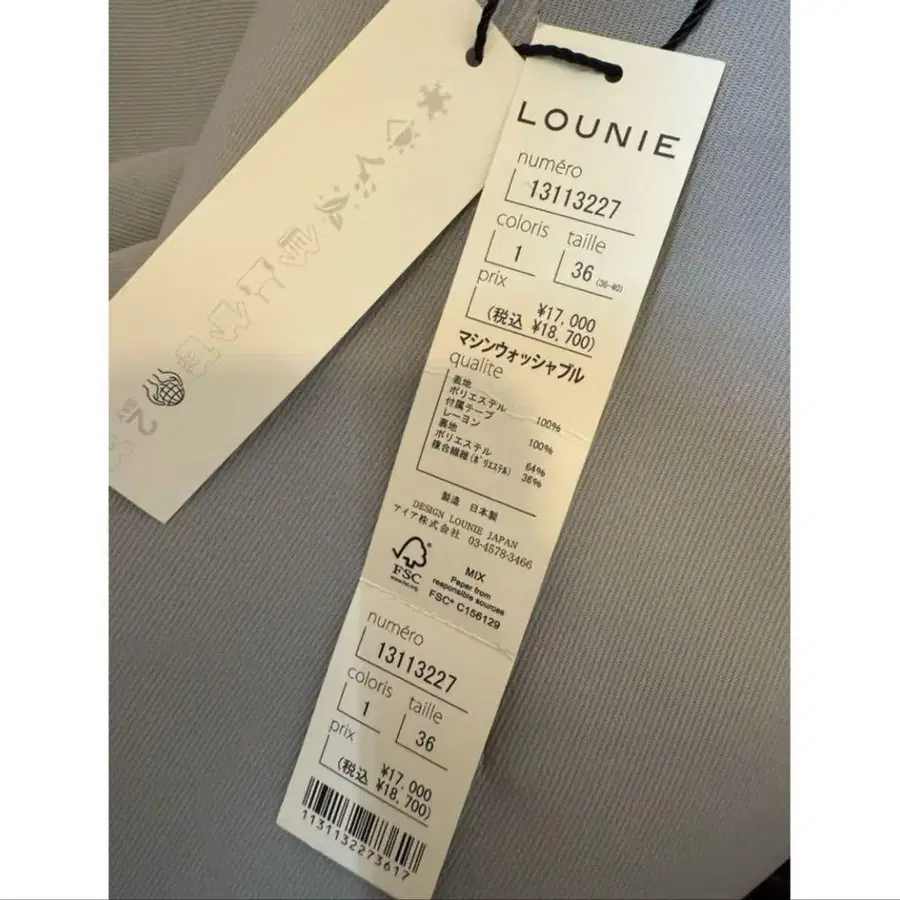 LOUNIE
numéro
13113227
coloris taille
1 36 (36-40)
prix
¥17,000
(税込 ¥18,700)
マシンウォッシャブル
qualite
表地
ポリエステル 100%
付属テープ
レーヨン 100%
裏地
ポリエステル 64%
複合繊維(ﾎﾟﾘｴｽﾃﾙ) 36%
製造 日本製
DESIGN LOUNIE JAPAN
アイア株式会社 03-4578-3466
FSC
www.fsc.org
MIX
Paper from
responsible sources
FSC® C156129
numéro
13113227
coloris taille
1 36
prix
¥17,000
(税込 ¥18,700)
1131132273617